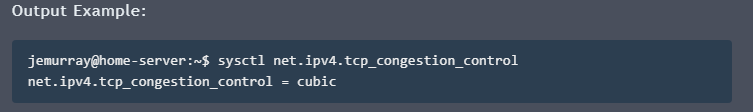 Output Example:
jemurray@home-server:~$ sysctl net.ipv4.tcp_congestion_control
net.ipv4.tcp_congestion_control = cubic